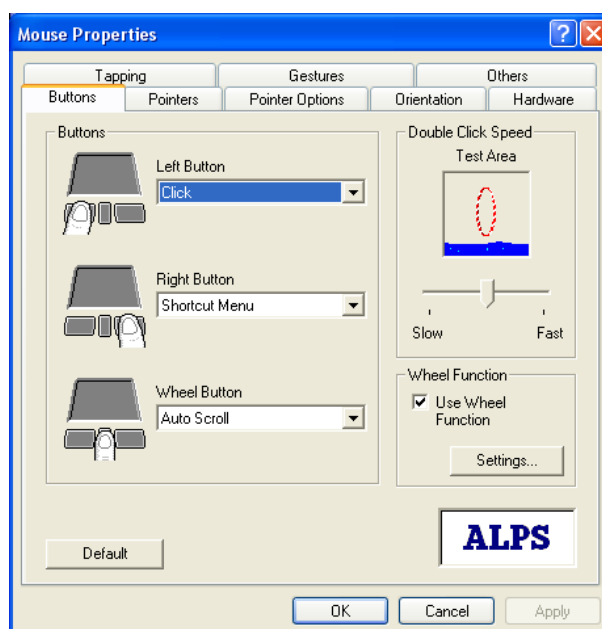 Mouse Properties
Tapping Gestures Others
Buttons Pointers Pointer Options Orientation Hardware
Buttons
Left Button
Click
Right Button
Shortcut Menu
Wheel Button
Auto Scroll
Double Click Speed
Test Area
Slow Fast
Wheel Function
Use Wheel
Function
Settings...
Default
ALPS
OK Cancel Apply